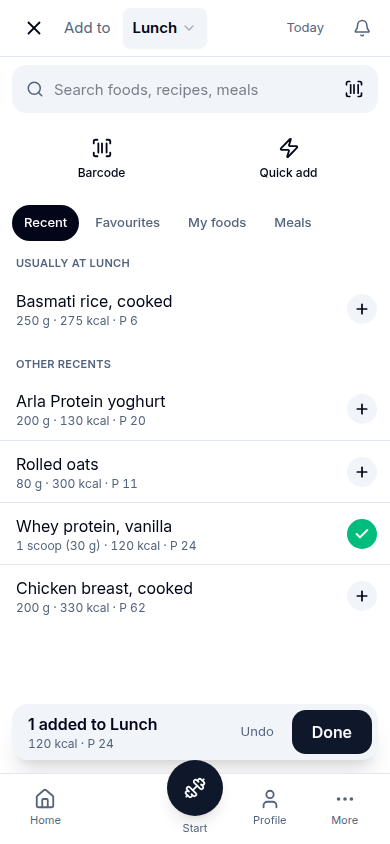 Add to Lunch Today
Search foods, recipes, meals
Barcode Quick add
Recent Favourites My foods Meals
USUALLY AT LUNCH
Basmati rice, cooked
250 g · 275 kcal · P 6
OTHER RECENTS
Arla Protein yoghurt
200 g · 130 kcal · P 20
Rolled oats
80 g · 300 kcal · P 11
Whey protein, vanilla
1 scoop (30 g) · 120 kcal · P 24
Chicken breast, cooked
200 g · 330 kcal · P 62
1 added to Lunch
120 kcal · P 24
Undo Done
Home Start Profile More